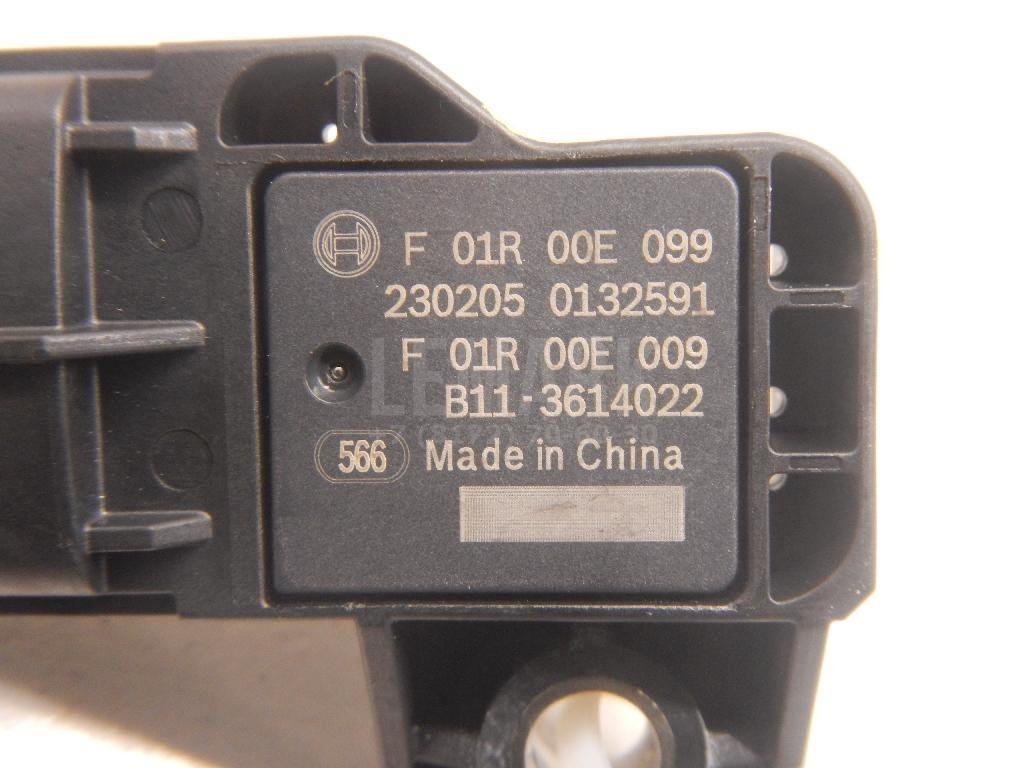 F 01R 00E 099
230205 0132591
F 01R 00E 009
B11-3614022
566 Made in China